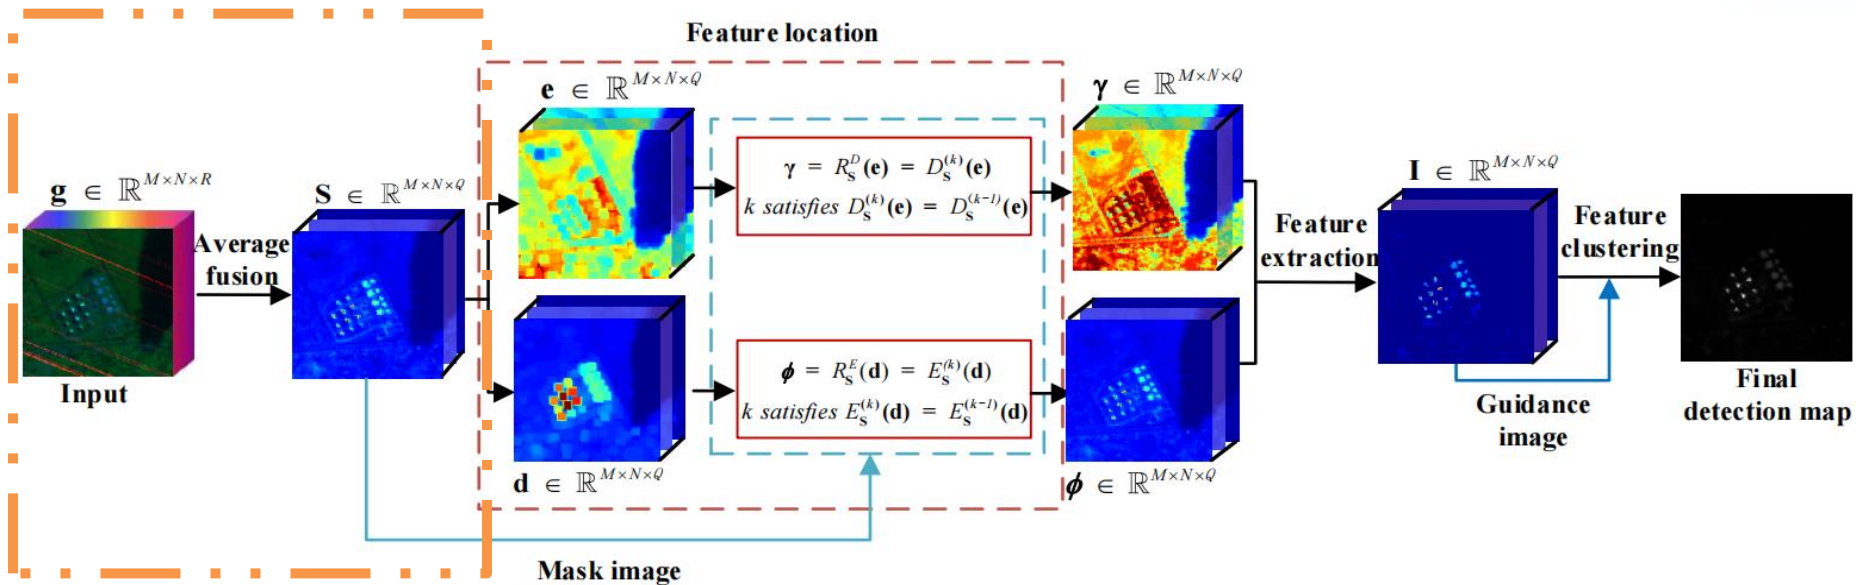 Feature location
g ∈ ℝ^{M×N×R}
Average
fusion
Input
S ∈ ℝ^{M×N×Q}
e ∈ ℝ^{M×N×Q}
γ = R_S^D(e) = D_S^{(k)}(e)
k satisfies D_S^{(k)}(e) = D_S^{(k-1)}(e)
γ ∈ ℝ^{M×N×Q}
d ∈ ℝ^{M×N×Q}
ϕ = R_S^E(d) = E_S^{(k)}(d)
k satisfies E_S^{(k)}(d) = E_S^{(k-1)}(d)
ϕ ∈ ℝ^{M×N×Q}
Mask image
Feature
extraction
I ∈ ℝ^{M×N×Q}
Feature
clustering
Guidance
image
Final
detection map